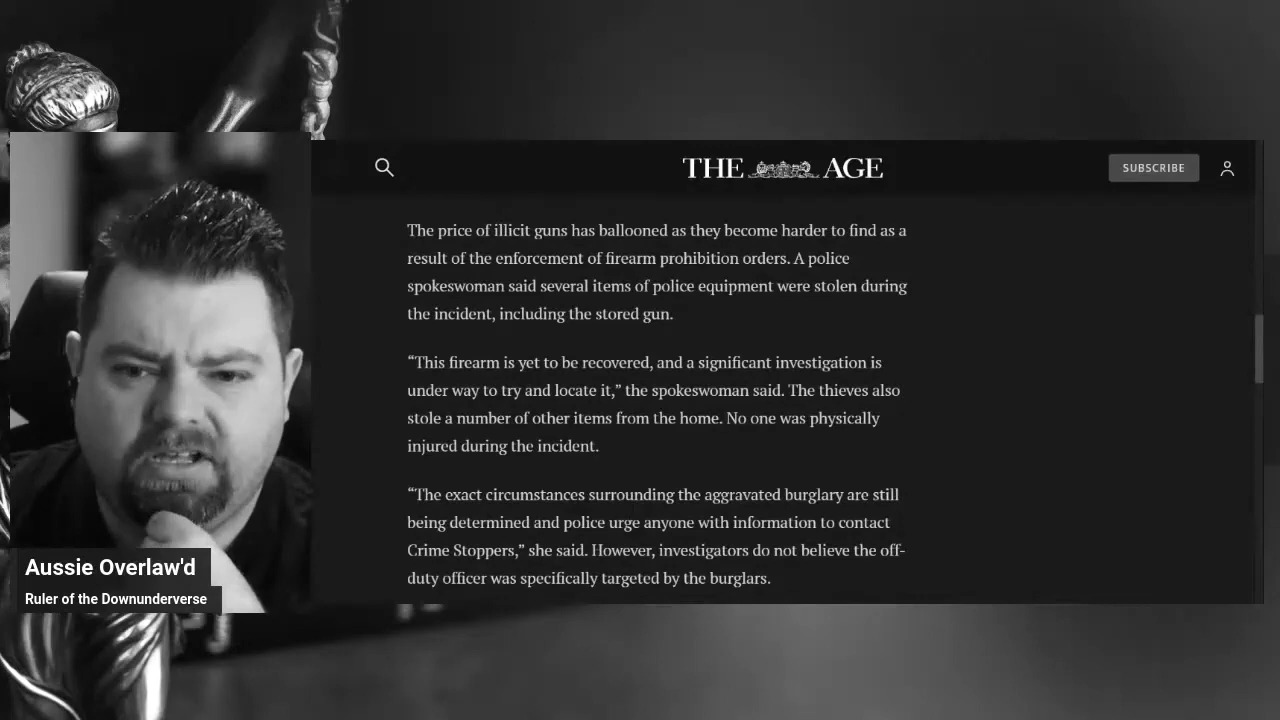 THE AGE
SUBSCRIBE
The price of illicit guns has ballooned as they become harder to find as a
result of the enforcement of firearm prohibition orders. A police
spokeswoman said several items of police equipment were stolen during
the incident, including the stored gun.
“This firearm is yet to be recovered, and a significant investigation is
under way to try and locate it,” the spokeswoman said. The thieves also
stole a number of other items from the home. No one was physically
injured during the incident.
“The exact circumstances surrounding the aggravated burglary are still
being determined and police urge anyone with information to contact
Crime Stoppers,” she said. However, investigators do not believe the off-
duty officer was specifically targeted by the burglars.
Aussie Overlaw'd
Ruler of the Downunderverse